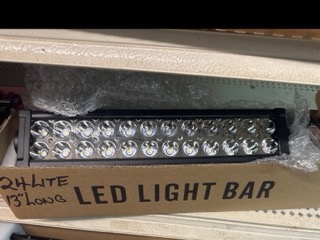 24-LITE
13" LONG
LED LIGHT BAR